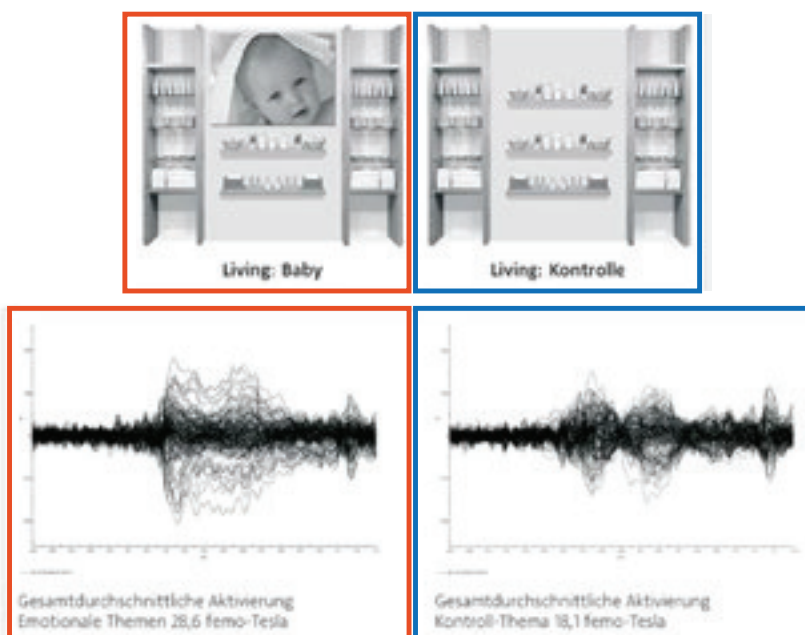 Living: Baby
Living: Kontrolle
Gesamtdurchschnittliche Aktivierung
Emotionale Themen 28,6 femo-Tesla
Gesamtdurchschnittliche Aktivierung
Kontroll-Thema 18,1 femo-Tesla